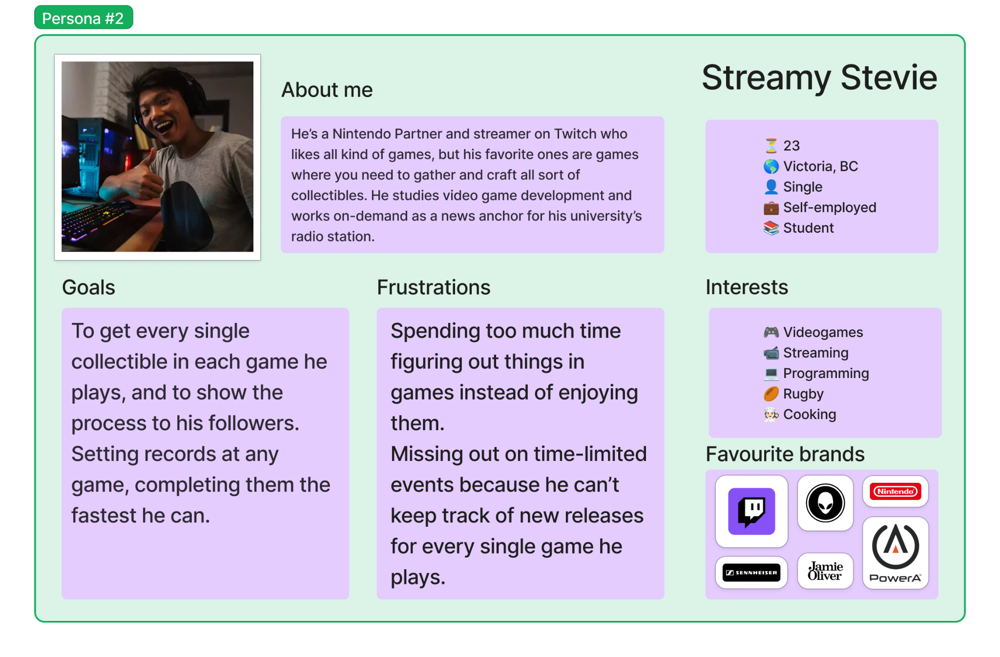 Persona #2
About me
He’s a Nintendo Partner and streamer on Twitch who
likes all kind of games, but his favorite ones are games
where you need to gather and craft all sort of
collectibles. He studies video game development and
works on-demand as a news anchor for his university’s
radio station.
Streamy Stevie
23
Victoria, BC
Single
Self-employed
Student
Goals
To get every single
collectible in each game he
plays, and to show the
process to his followers.
Setting records at any
game, completing them the
fastest he can.
Frustrations
Spending too much time
figuring out things in
games instead of enjoying
them.
Missing out on time-limited
events because he can’t
keep track of new releases
for every single game he
plays.
Interests
Videogames
Streaming
Programming
Rugby
Cooking
Favourite brands
Nintendo
SENNHEISER
Jamie
Oliver
PowerA